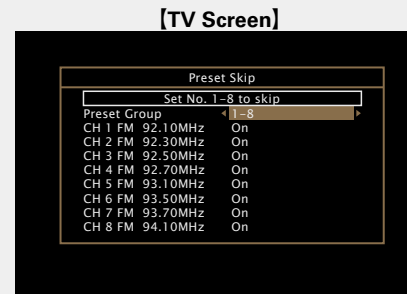 【TV Screen】
Preset Skip
Set No. 1-8 to skip
Preset Group 1-8
CH 1 FM 92.10MHz On
CH 2 FM 92.30MHz On
CH 3 FM 92.50MHz On
CH 4 FM 92.70MHz On
CH 5 FM 93.10MHz On
CH 6 FM 93.50MHz On
CH 7 FM 93.70MHz On
CH 8 FM 94.10MHz On